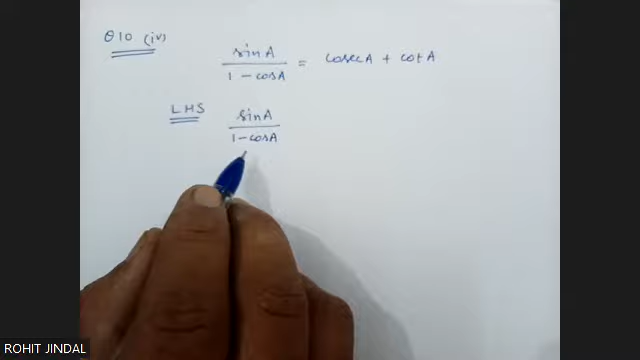 Q10 (iv)
sinA / 1 - cosA = cosecA + cotA
LHS sinA / 1-cosA
ROHIT JINDAL